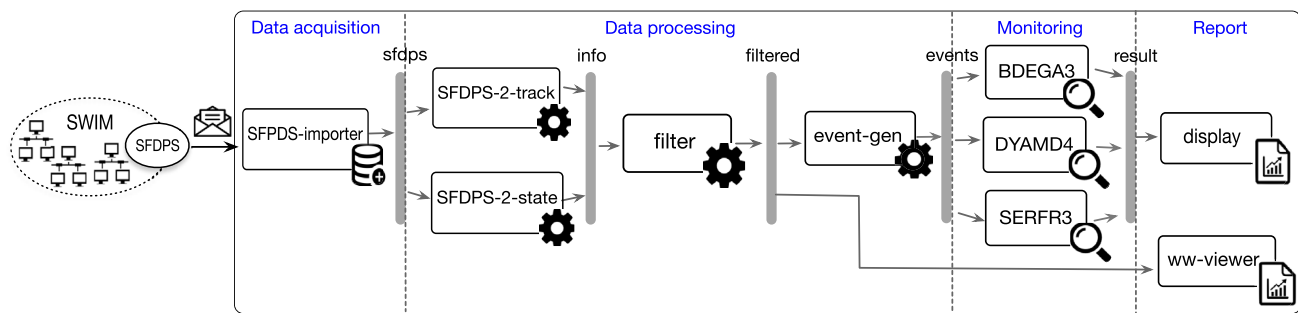 Data acquisition
Data processing
Monitoring
Report
sfdps
info
filtered
events
result
SWIM
SFDPS
SFPDS-importer
SFDPS-2-track
SFDPS-2-state
filter
event-gen
BDEGA3
DYAMD4
SERFR3
display
ww-viewer